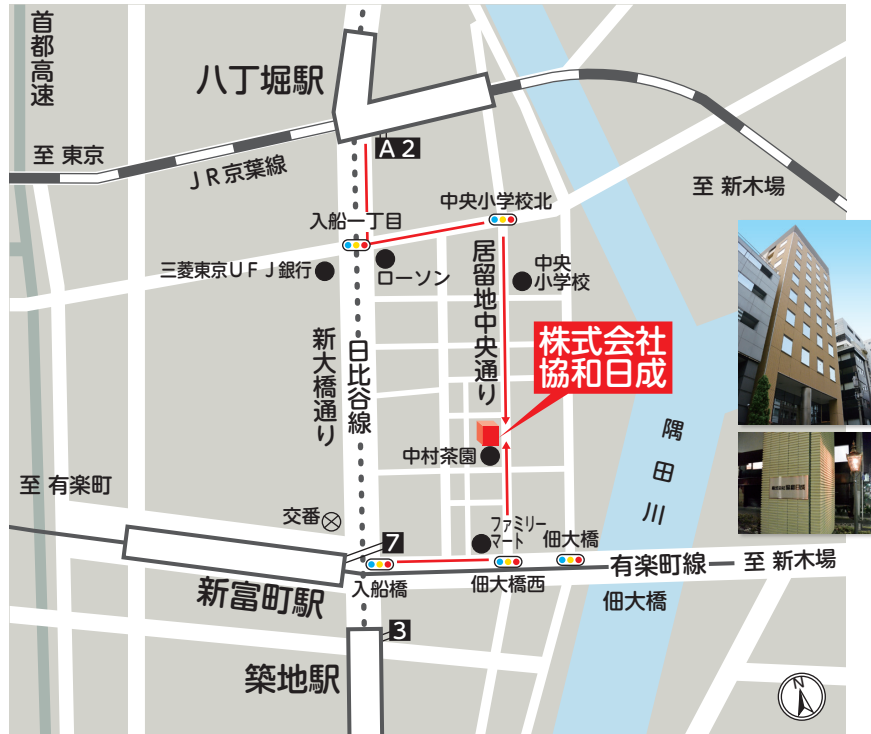 首都高速
八丁堀駅
A2
至 東京
JR京葉線
至 新木場
中央小学校北
入船一丁目
三菱東京UFJ銀行
ローソン
居留地中央通り
中央
小学校
新大橋通り
日比谷線
株式会社
協和日成
中村茶園
隅田川
至 有楽町
交番
7
ファミリー
マート
佃大橋
新富町駅
入船橋
佃大橋西
有楽町線
至 新木場
佃大橋
3
築地駅
N